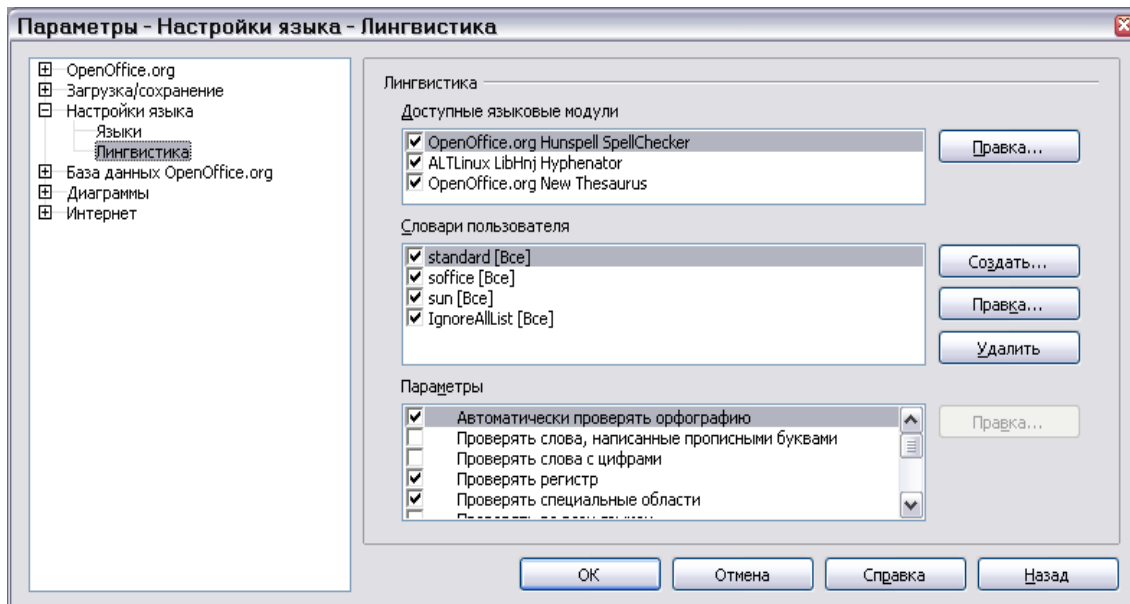 Параметры - Настройки языка - Лингвистика
OpenOffice.org
Загрузка/сохранение
Настройки языка
Языки
Лингвистика
База данных OpenOffice.org
Диаграммы
Интернет
Лингвистика
Доступные языковые модули
OpenOffice.org Hunspell SpellChecker
ALTLinux LibHnj Hyphenator
OpenOffice.org New Thesaurus
Правка...
Словари пользователя
standard [Все]
soffice [Все]
sun [Все]
IgnoreAllList [Все]
Создать...
Правка...
Удалить
Параметры
Автоматически проверять орфографию
Проверять слова, написанные прописными буквами
Проверять слова с цифрами
Проверять регистр
Проверять специальные области
Правка...
ОК
Отмена
Справка
Назад